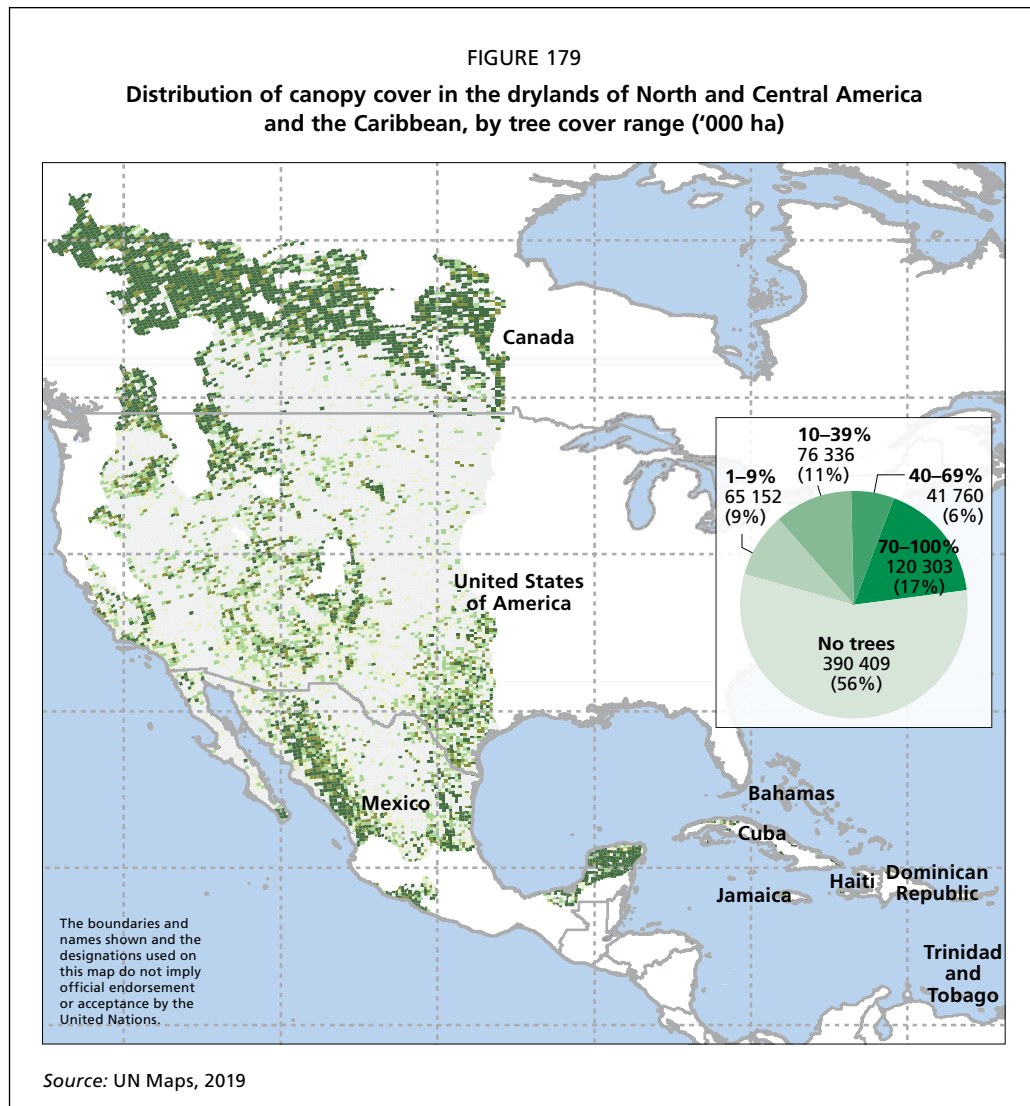 FIGURE 179
Distribution of canopy cover in the drylands of North and Central America
and the Caribbean, by tree cover range (‘000 ha)
Canada
10–39%
76 336
(11%)
1–9%
65 152
(9%)
40–69%
41 760
(6%)
70–100%
120 303
(17%)
No trees
390 409
(56%)
United States
of America
Mexico
Bahamas
Cuba
Haiti
Dominican
Republic
Jamaica
Trinidad
and
Tobago
The boundaries and
names shown and the
designations used on
this map do not imply
official endorsement
or acceptance by the
United Nations.
Source: UN Maps, 2019